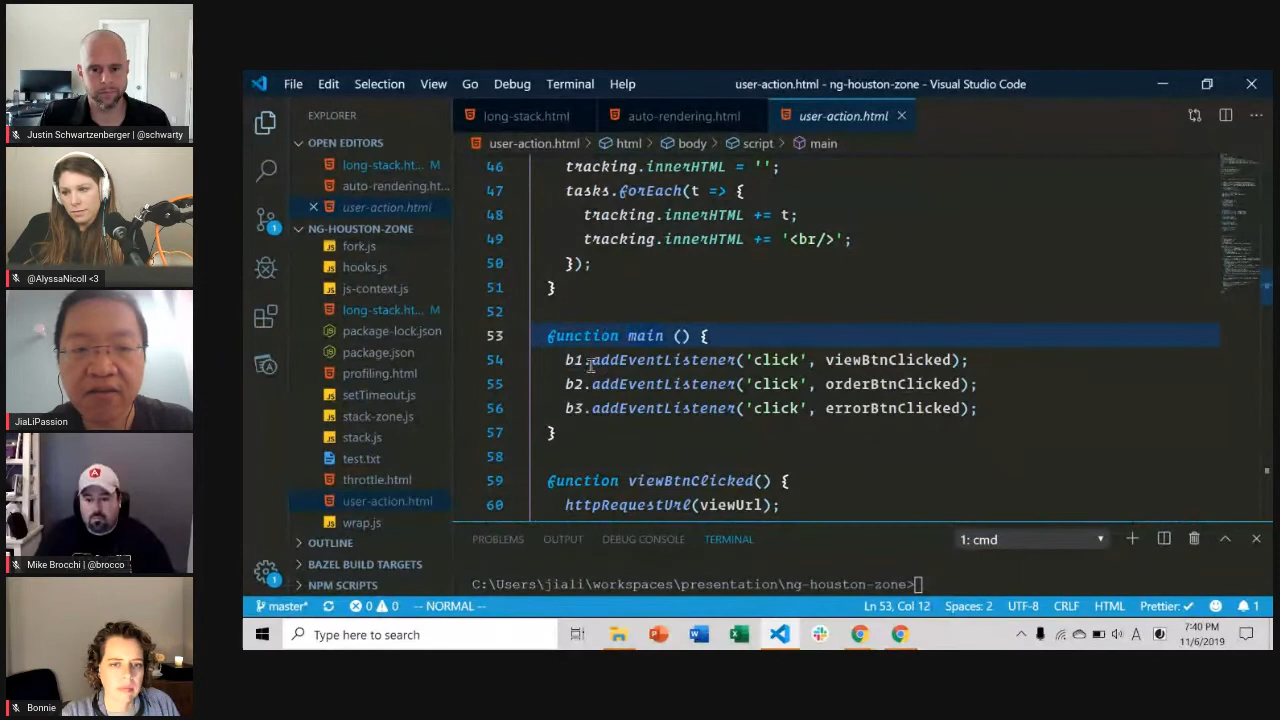 Justin Schwartzenberger | @schwarty
@AlyssaNicoll <3
JiaLiPassion
Mike Brocchi | @brocco
Bonnie
File Edit Selection View Go Debug Terminal Help
user-action.html - ng-houston-zone - Visual Studio Code
EXPLORER
OPEN EDITORS
long-stack.ht... M
auto-rendering.ht...
user-action.html
NG-HOUSTON-ZONE
fork.js
hooks.js
js-context.js
long-stack.ht... M
package-lock.json
package.json
profiling.html
setTimeout.js
stack-zone.js
stack.js
test.txt
throttle.html
user-action.html
wrap.js
OUTLINE
BAZEL BUILD TARGETS
NPM SCRIPTS
long-stack.html auto-rendering.html user-action.html
user-action.html > html > body > script > main
46 tracking.innerHTML = '';
47 tasks.forEach(t => {
48 tracking.innerHTML += t;
49 tracking.innerHTML += '<br/>';
50 });
51 }
52
53 function main () {
54 b1.addEventListener('click', viewBtnClicked);
55 b2.addEventListener('click', orderBtnClicked);
56 b3.addEventListener('click', errorBtnClicked);
57 }
58
59 function viewBtnClicked() {
60 httpRequestUrl(viewUrl);
PROBLEMS OUTPUT DEBUG CONSOLE TERMINAL
1: cmd
C:\Users\jiali\workspaces\presentation\ng-houston-zone>
master* 0 0 -- NORMAL -- Ln 53, Col 12 Spaces: 2 UTF-8 CRLF HTML Prettier: ✓ 1
Type here to search
A
7:40 PM
11/6/2019